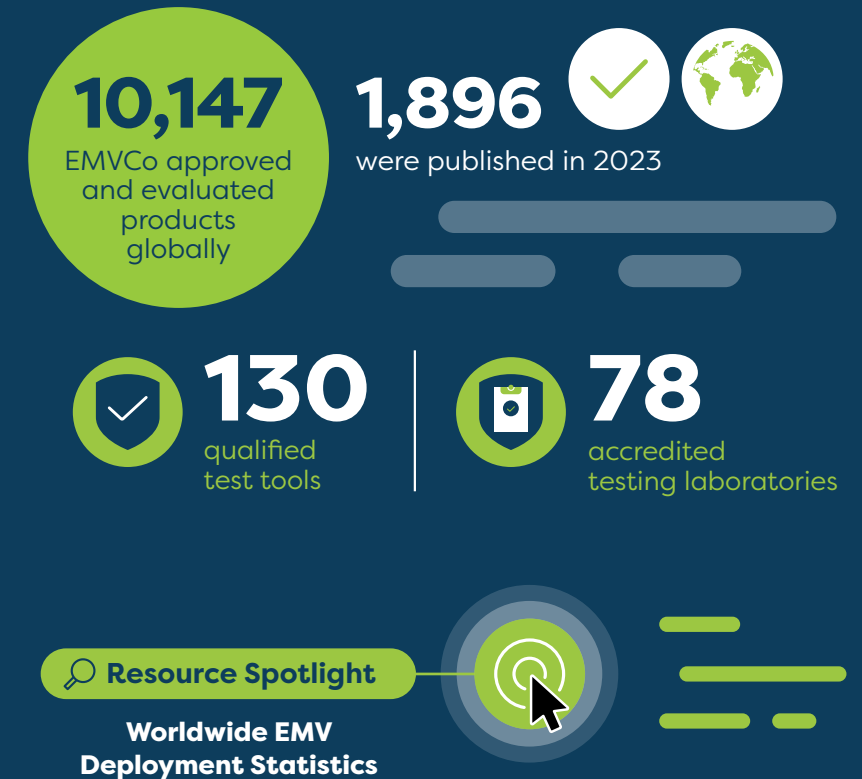 10,147
EMVCo approved
and evaluated
products
globally
1,896
were published in 2023
130
qualified
test tools
78
accredited
testing laboratories
Resource Spotlight
Worldwide EMV
Deployment Statistics